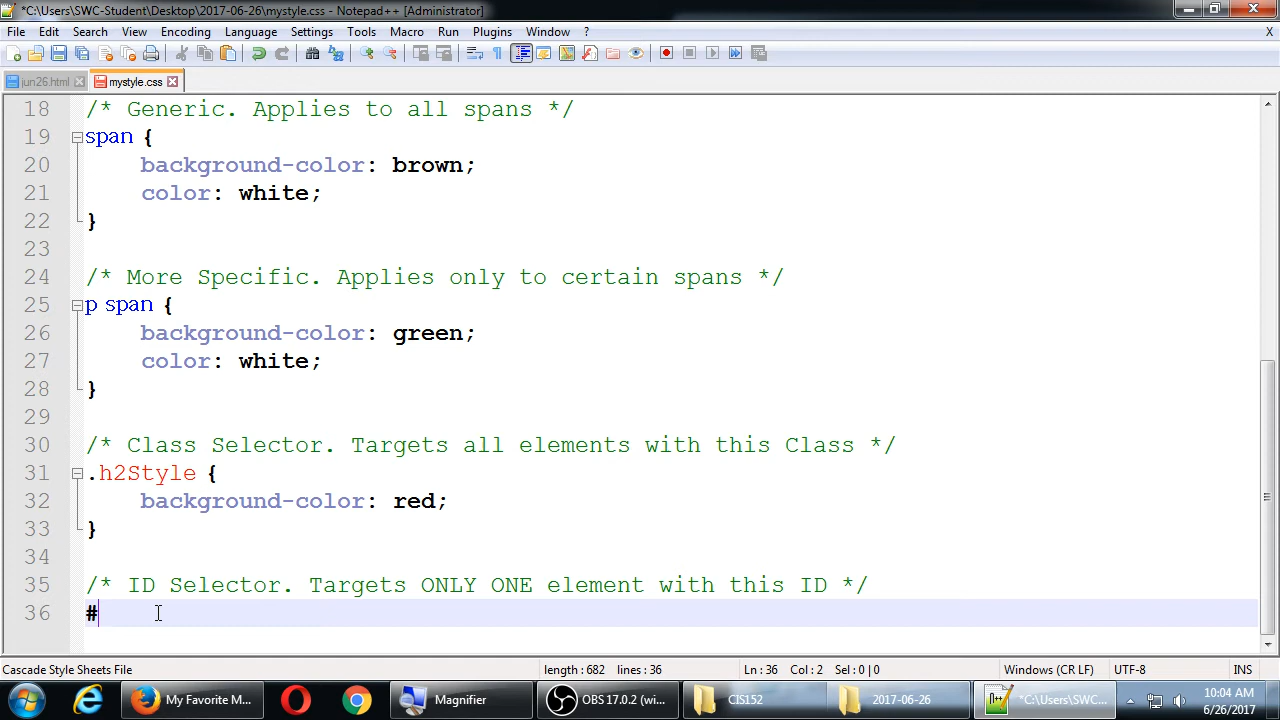 *C:\Users\SWC-Student\Desktop\2017-06-26\mystyle.css - Notepad++ [Administrator]
File Edit Search View Encoding Language Settings Tools Macro Run Plugins Window ? X
jun26.html mystyle.css
18 /* Generic. Applies to all spans */
19 span {
20 background-color: brown;
21 color: white;
22 }
23
24 /* More Specific. Applies only to certain spans */
25 p span {
26 background-color: green;
27 color: white;
28 }
29
30 /* Class Selector. Targets all elements with this Class */
31 .h2Style {
32 background-color: red;
33 }
34
35 /* ID Selector. Targets ONLY ONE element with this ID */
36 #
Cascade Style Sheets File length : 682 lines : 36 Ln : 36 Col : 2 Sel : 0 | 0 Windows (CR LF) UTF-8 INS
My Favorite M... Magnifier OBS 17.0.2 (wi... CIS152 2017-06-26 *C:\Users\SWC... 10:04 AM
6/26/2017